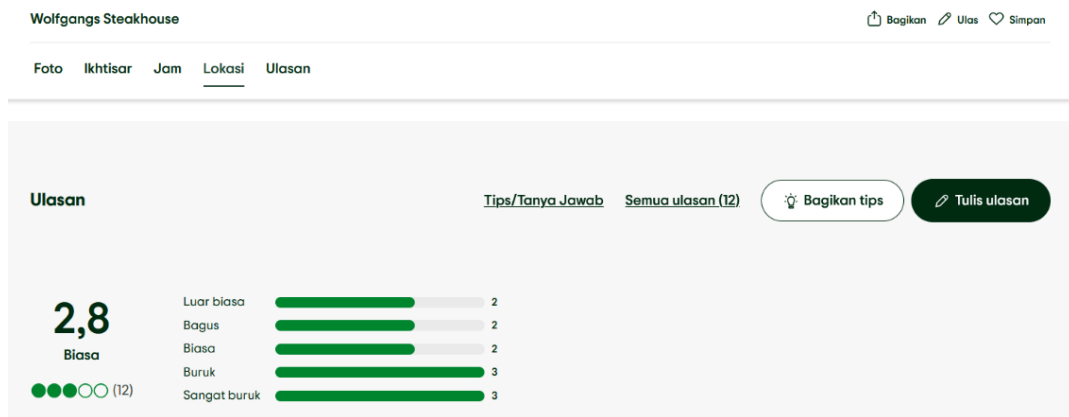 Wolfgangs Steakhouse
Bagikan Ulas Simpan
Foto Ikhtisar Jam Lokasi Ulasan
Ulasan
Tips/Tanya Jawab Semua ulasan (12) Bagikan tips Tulis ulasan
2,8
Biasa
(12)
Luar biasa 2
Bagus 2
Biasa 2
Buruk 3
Sangat buruk 3